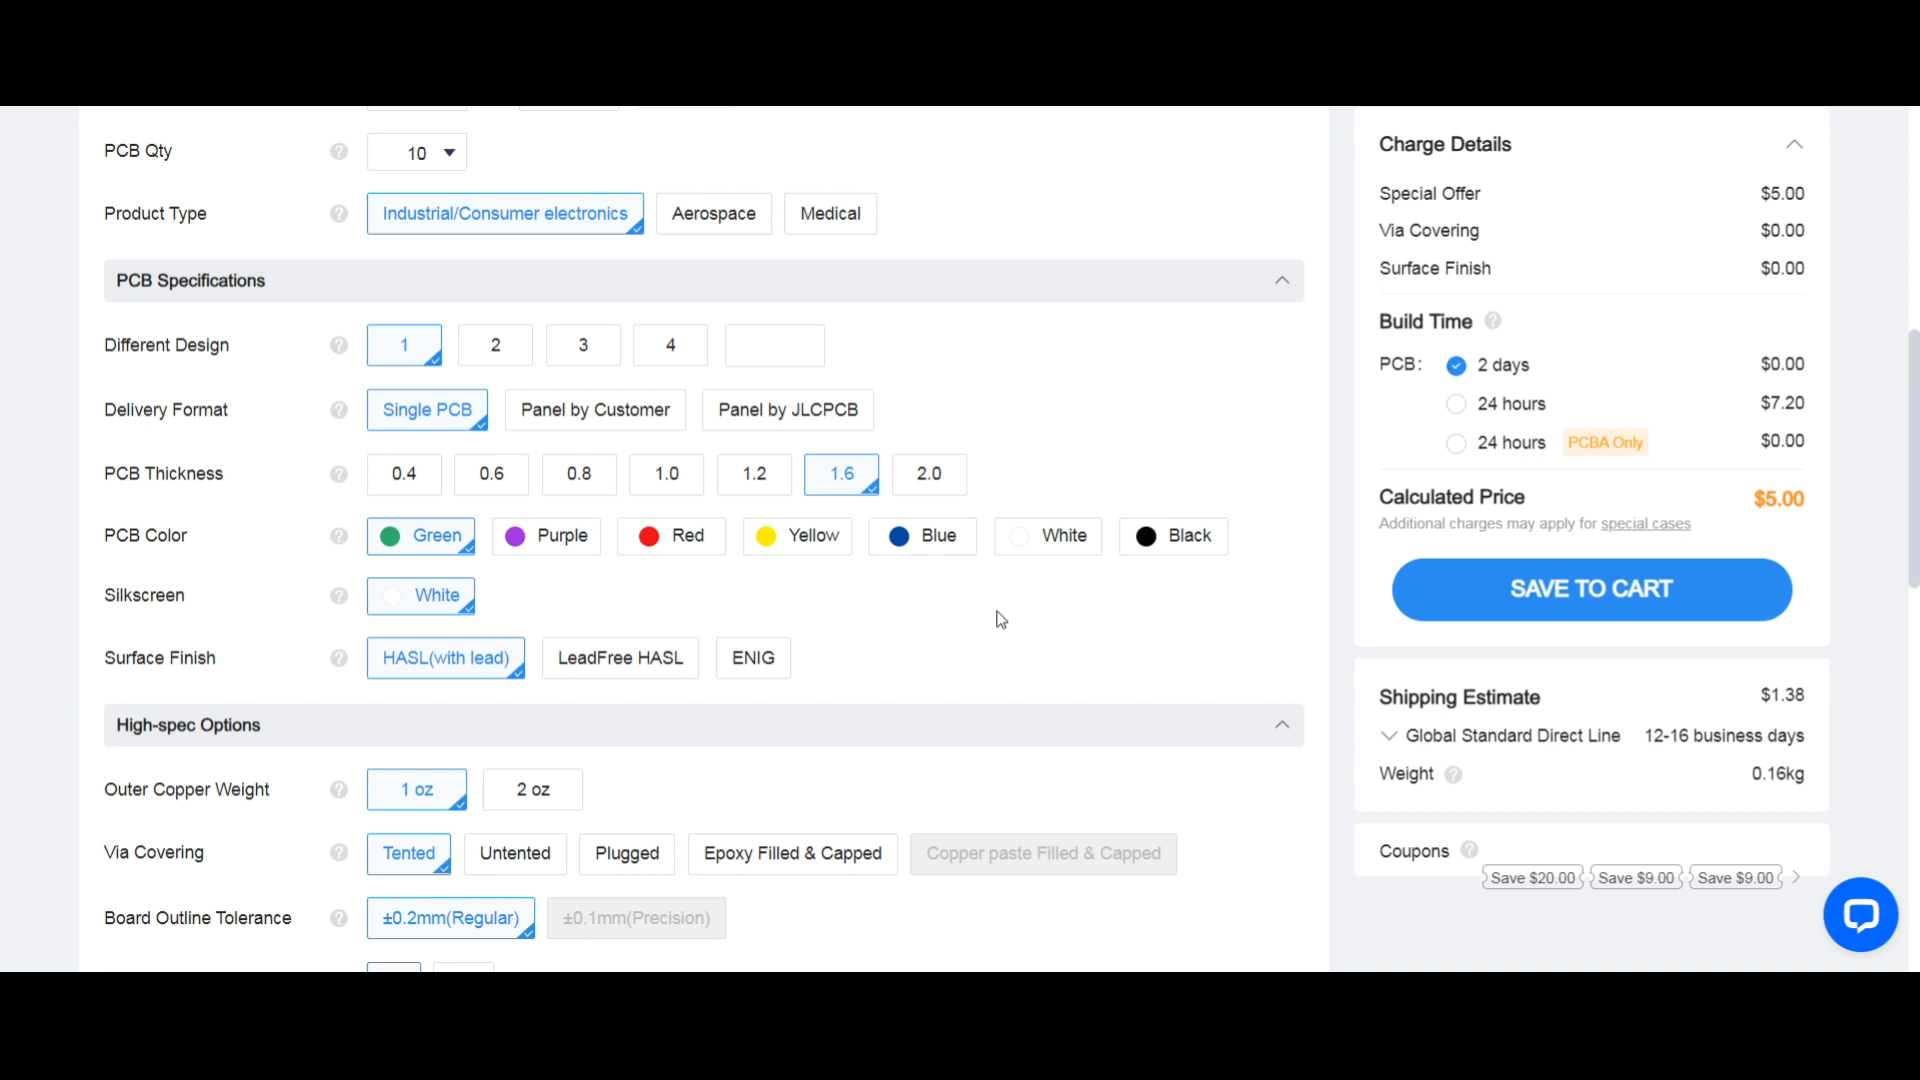 PCB Qty ? 10
Product Type ? Industrial/Consumer electronics Aerospace Medical
PCB Specifications
Different Design ? 1 2 3 4
Delivery Format ? Single PCB Panel by Customer Panel by JLCPCB
PCB Thickness ? 0.4 0.6 0.8 1.0 1.2 1.6 2.0
PCB Color ? Green Purple Red Yellow Blue White Black
Silkscreen ? White
Surface Finish ? HASL(with lead) LeadFree HASL ENIG
High-spec Options
Outer Copper Weight ? 1 oz 2 oz
Via Covering ? Tented Untented Plugged Epoxy Filled & Capped Copper paste Filled & Capped
Board Outline Tolerance ? ±0.2mm(Regular) ±0.1mm(Precision)
Charge Details
Special Offer $5.00
Via Covering $0.00
Surface Finish $0.00
Build Time ?
PCB: 2 days $0.00
24 hours $7.20
24 hours PCBA Only $0.00
Calculated Price $5.00
Additional charges may apply for special cases
SAVE TO CART
Shipping Estimate $1.38
Global Standard Direct Line 12-16 business days
Weight ? 0.16kg
Coupons ?
Save $20.00 Save $9.00 Save $9.00